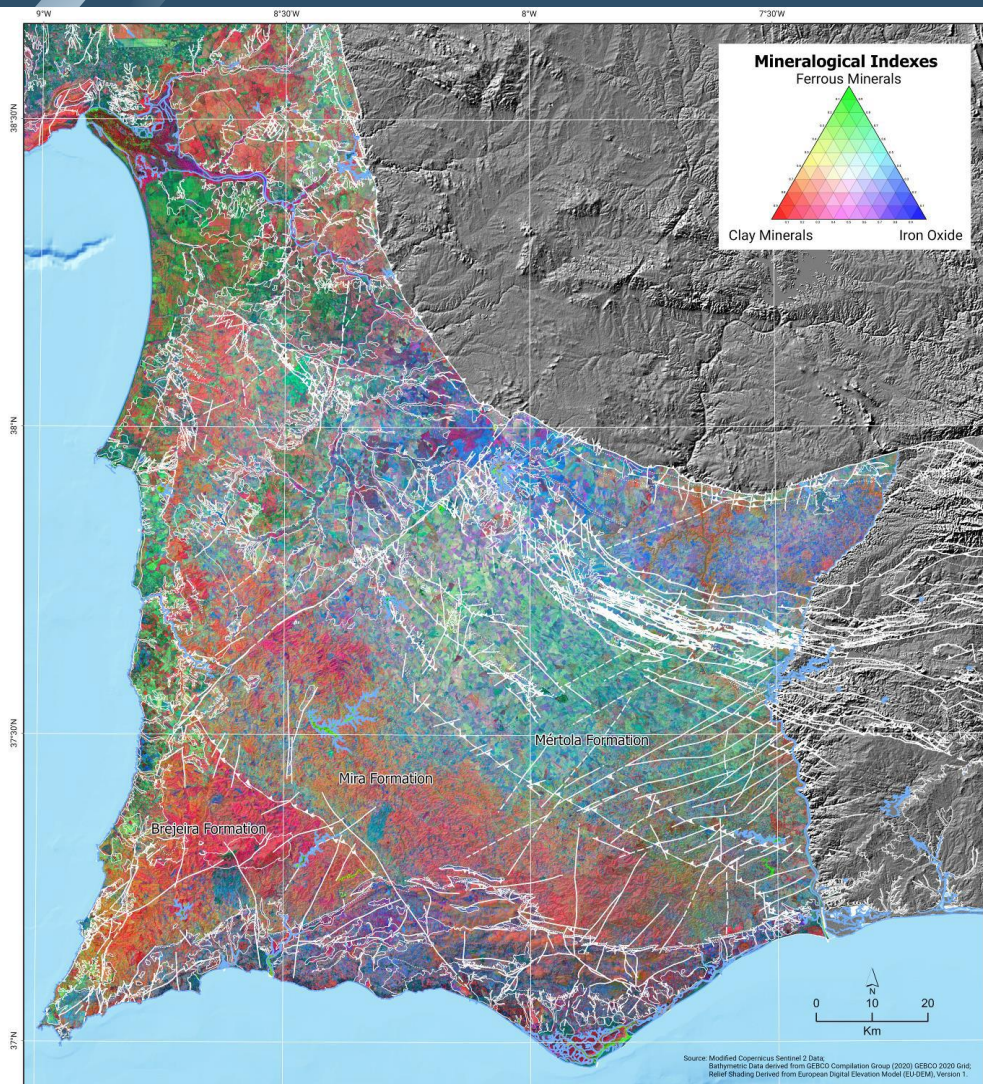 9°W 8°30'W 8°W 7°30'W
Mineralogical Indexes
Ferrous Minerals
Clay Minerals Iron Oxide
38°30'N
38°N
37°30'N
37°N
Mértola Formation
Mira Formation
Brejeira Formation
N
0 10 20
Km
Source: Modified Copernicus Sentinel 2 Data;
Bathymetric Data derived from GEBCO Compilation Group (2020) GEBCO 2020 Grid;
Relief Shading Derived from European Digital Elevation Model (EU-DEM), Version 1.